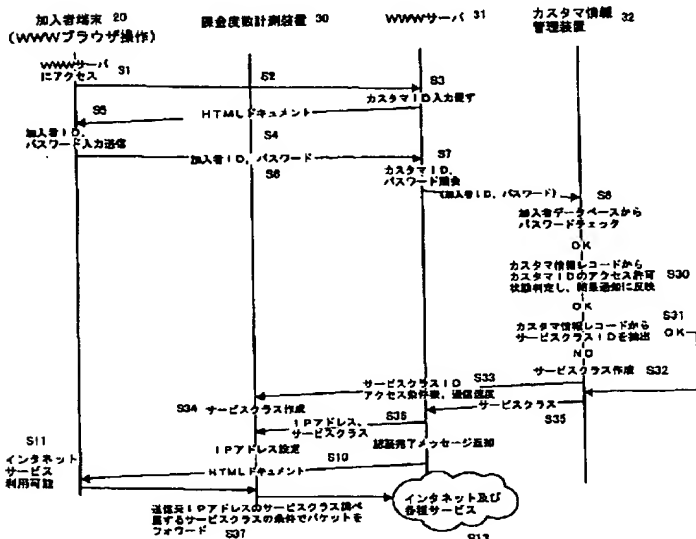 加入者端末 20
(WWWブラウザ操作)
課金度数計測装置 30
WWWサーバ 31
カスタマ情報 32
管理装置
WWWサーバ S1
にアクセス
S2
S3
カスタマID入力促す
S5
HTMLドキュメント
加入者ID, S4
パスワード入力送信
加入者ID, パスワード
S6
S7
カスタマID,
パスワード照会
(加入者ID, パスワード) S8
加入者データベースから
パスワードチェック
OK
カスタマ情報レコードから
カスタマIDのアクセス許可 S30
状態判定し、結果通知に反映
OK
S31
カスタマ情報レコードから OK
サービスクラスIDを抽出
NO
サービスクラス作成 S32
サービスクラスID S33
アクセス条件等、通信速度
S34 サービスクラス作成
サービスクラス
S35
IPアドレス, S36
サービスクラス
IPアドレス設定
認証完了メッセージ返却
S11
インタネット
サービス
利用可能
HTMLドキュメント S10
インタネット及び
各種サービス
送信元IPアドレスのサービスクラス調べ
属するサービスクラスの条件でパケットを
フォワード
S37
S13